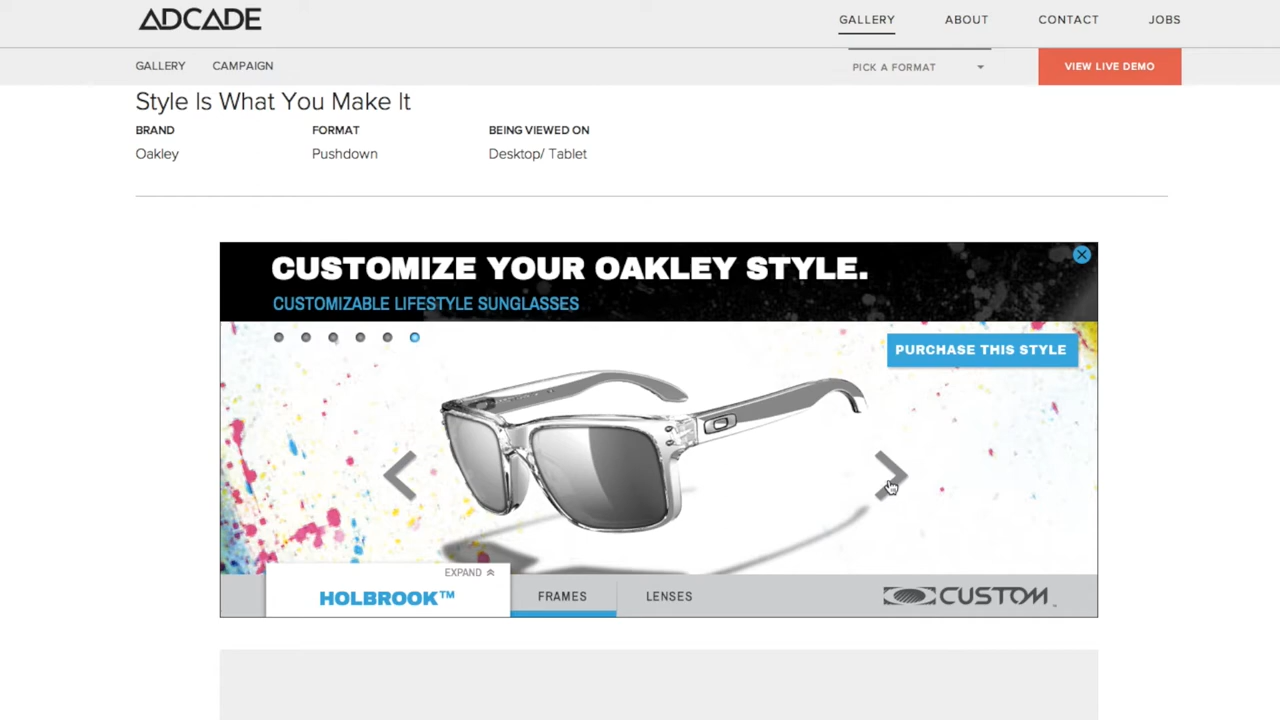 ADCADE
GALLERY ABOUT CONTACT JOBS
GALLERY CAMPAIGN PICK A FORMAT VIEW LIVE DEMO
Style Is What You Make It
BRAND FORMAT BEING VIEWED ON
Oakley Pushdown Desktop/ Tablet
CUSTOMIZE YOUR OAKLEY STYLE.
CUSTOMIZABLE LIFESTYLE SUNGLASSES
PURCHASE THIS STYLE
EXPAND
HOLBROOK™ FRAMES LENSES CUSTOM™